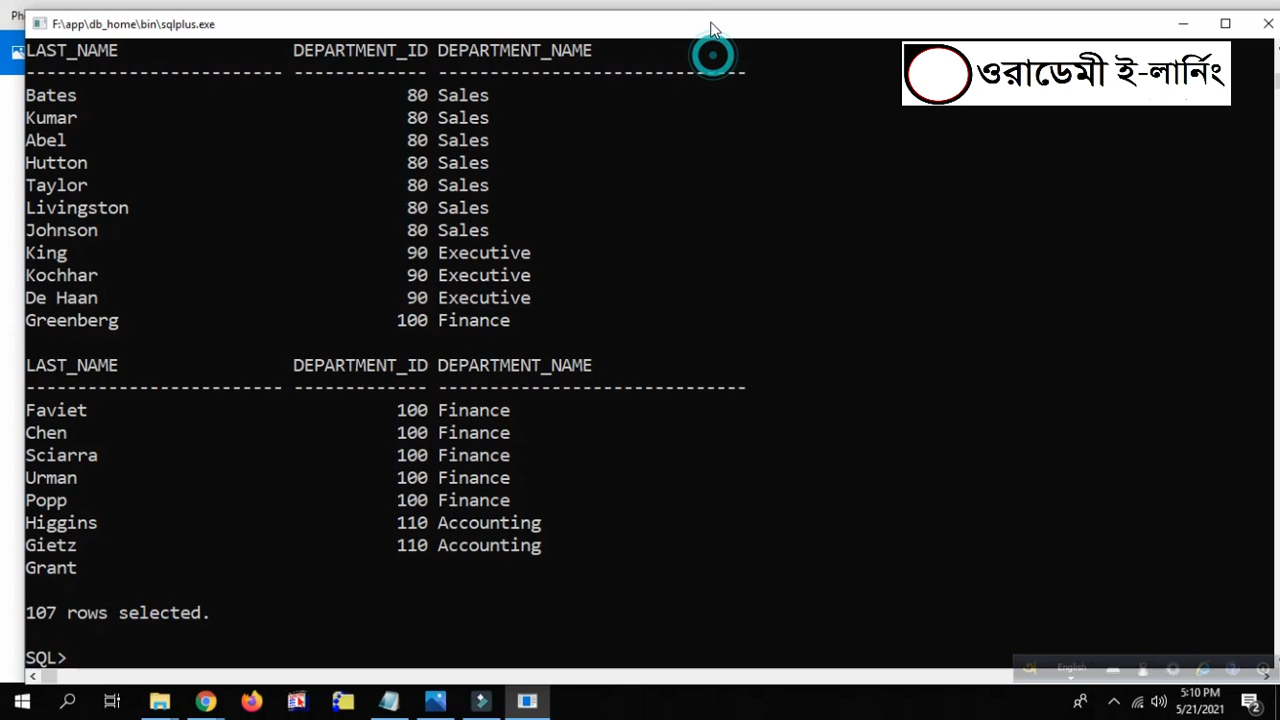 Ph
F:\app\db_home\bin\sqlplus.exe
ওরাডেমী ই-লার্নিং
LAST_NAME DEPARTMENT_ID DEPARTMENT_NAME
------------------------- ------------- ------------------------------
Bates 80 Sales
Kumar 80 Sales
Abel 80 Sales
Hutton 80 Sales
Taylor 80 Sales
Livingston 80 Sales
Johnson 80 Sales
King 90 Executive
Kochhar 90 Executive
De Haan 90 Executive
Greenberg 100 Finance
LAST_NAME DEPARTMENT_ID DEPARTMENT_NAME
------------------------- ------------- ------------------------------
Faviet 100 Finance
Chen 100 Finance
Sciarra 100 Finance
Urman 100 Finance
Popp 100 Finance
Higgins 110 Accounting
Gietz 110 Accounting
Grant
107 rows selected.
SQL>
অ English
5:10 PM
5/21/2021
2